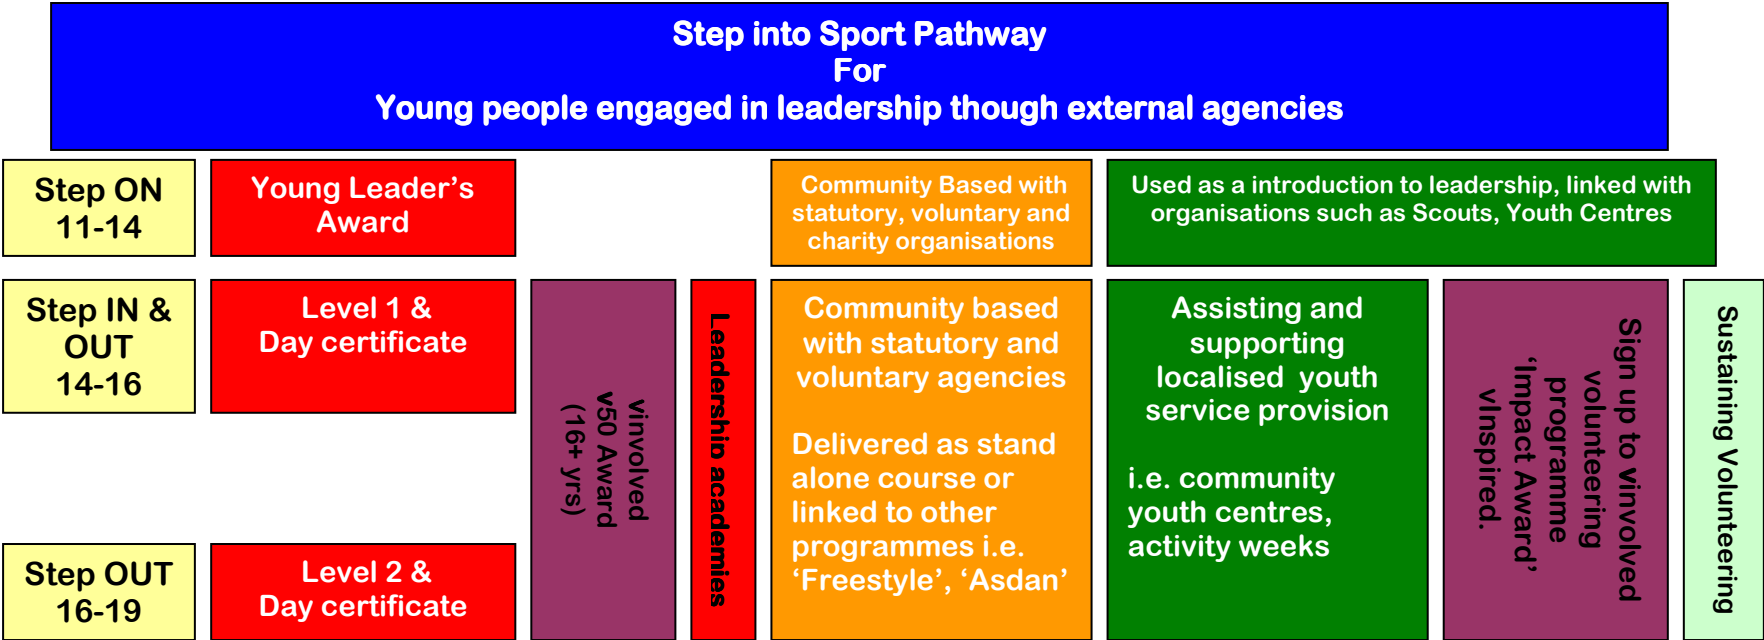 Step into Sport Pathway
For
Young people engaged in leadership though external agencies
Step ON
11-14
Young Leader’s
Award
Community Based with
statutory, voluntary and
charity organisations
Used as a introduction to leadership, linked with
organisations such as Scouts, Youth Centres
Step IN &
OUT
14-16
Level 1 &
Day certificate
vinvolved
v50 Award
(16+ yrs)
Leadership academies
Community based
with statutory and
voluntary agencies
Delivered as stand
alone course or
linked to other
programmes i.e.
‘Freestyle’, ‘Asdan’
Assisting and
supporting
localised youth
service provision
i.e. community
youth centres,
activity weeks
Sign up to vinvolved
volunteering
programme
‘Impact Award’
vInspired.
Sustaining Volunteering
Step OUT
16-19
Level 2 &
Day certificate